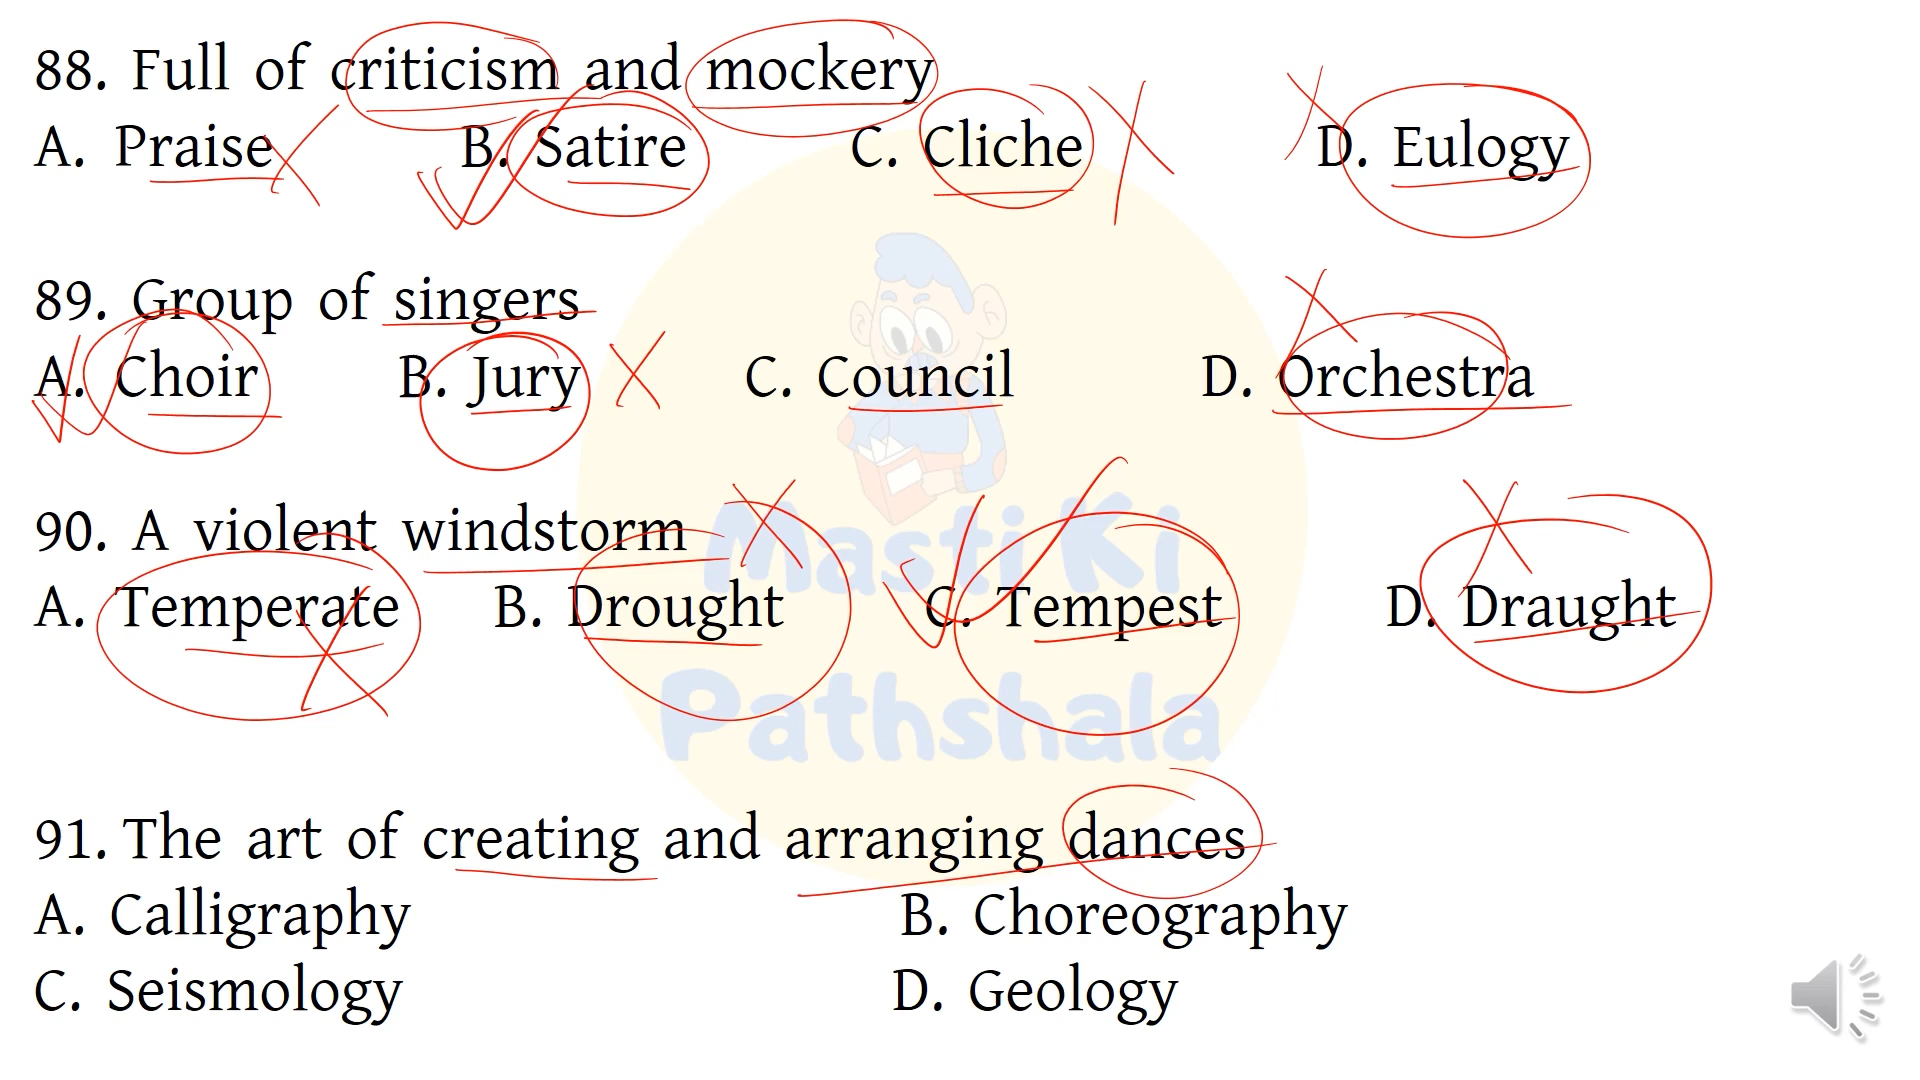 88. Full of criticism and mockery
A. Praise B. Satire C. Cliche D. Eulogy
89. Group of singers
A. Choir B. Jury C. Council D. Orchestra
90. A violent windstorm
A. Temperate B. Drought C. Tempest D. Draught
91. The art of creating and arranging dances
A. Calligraphy B. Choreography
C. Seismology D. Geology
Masti Ki
Pathshala